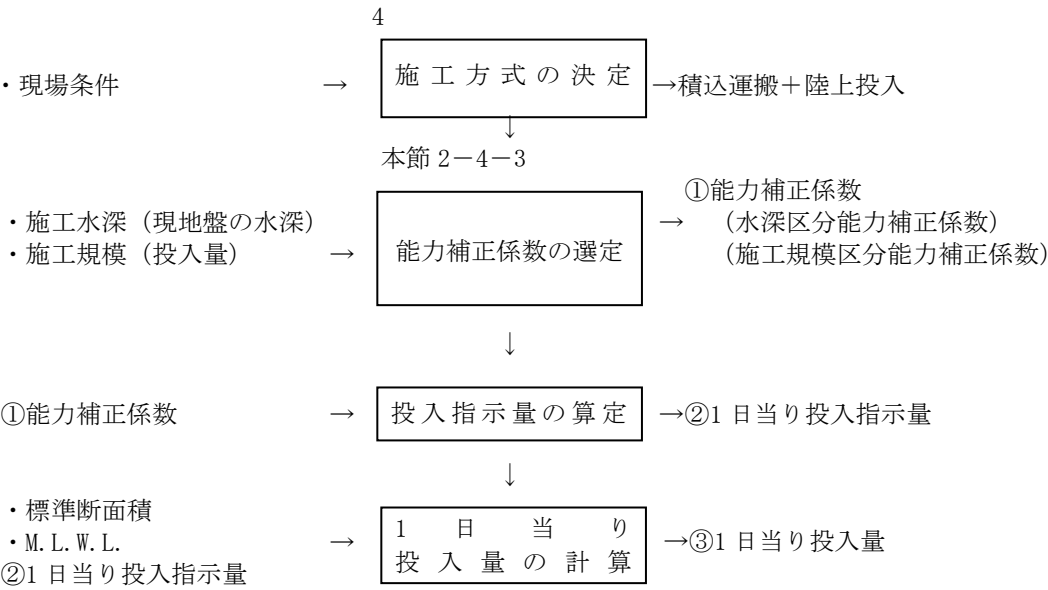 4
・現場条件 → 施工方式の決定 →積込運搬＋陸上投入
↓
本節 2－4－3
①能力補正係数
・施工水深（現地盤の水深） → （水深区分能力補正係数）
・施工規模（投入量） → 能力補正係数の選定 （施工規模区分能力補正係数）
↓
①能力補正係数 → 投入指示量の算定 →②1 日当り投入指示量
↓
・標準断面積
・M.L.W.L. → 1日当り →③1 日当り投入量
投入量の計算
②1 日当り投入指示量